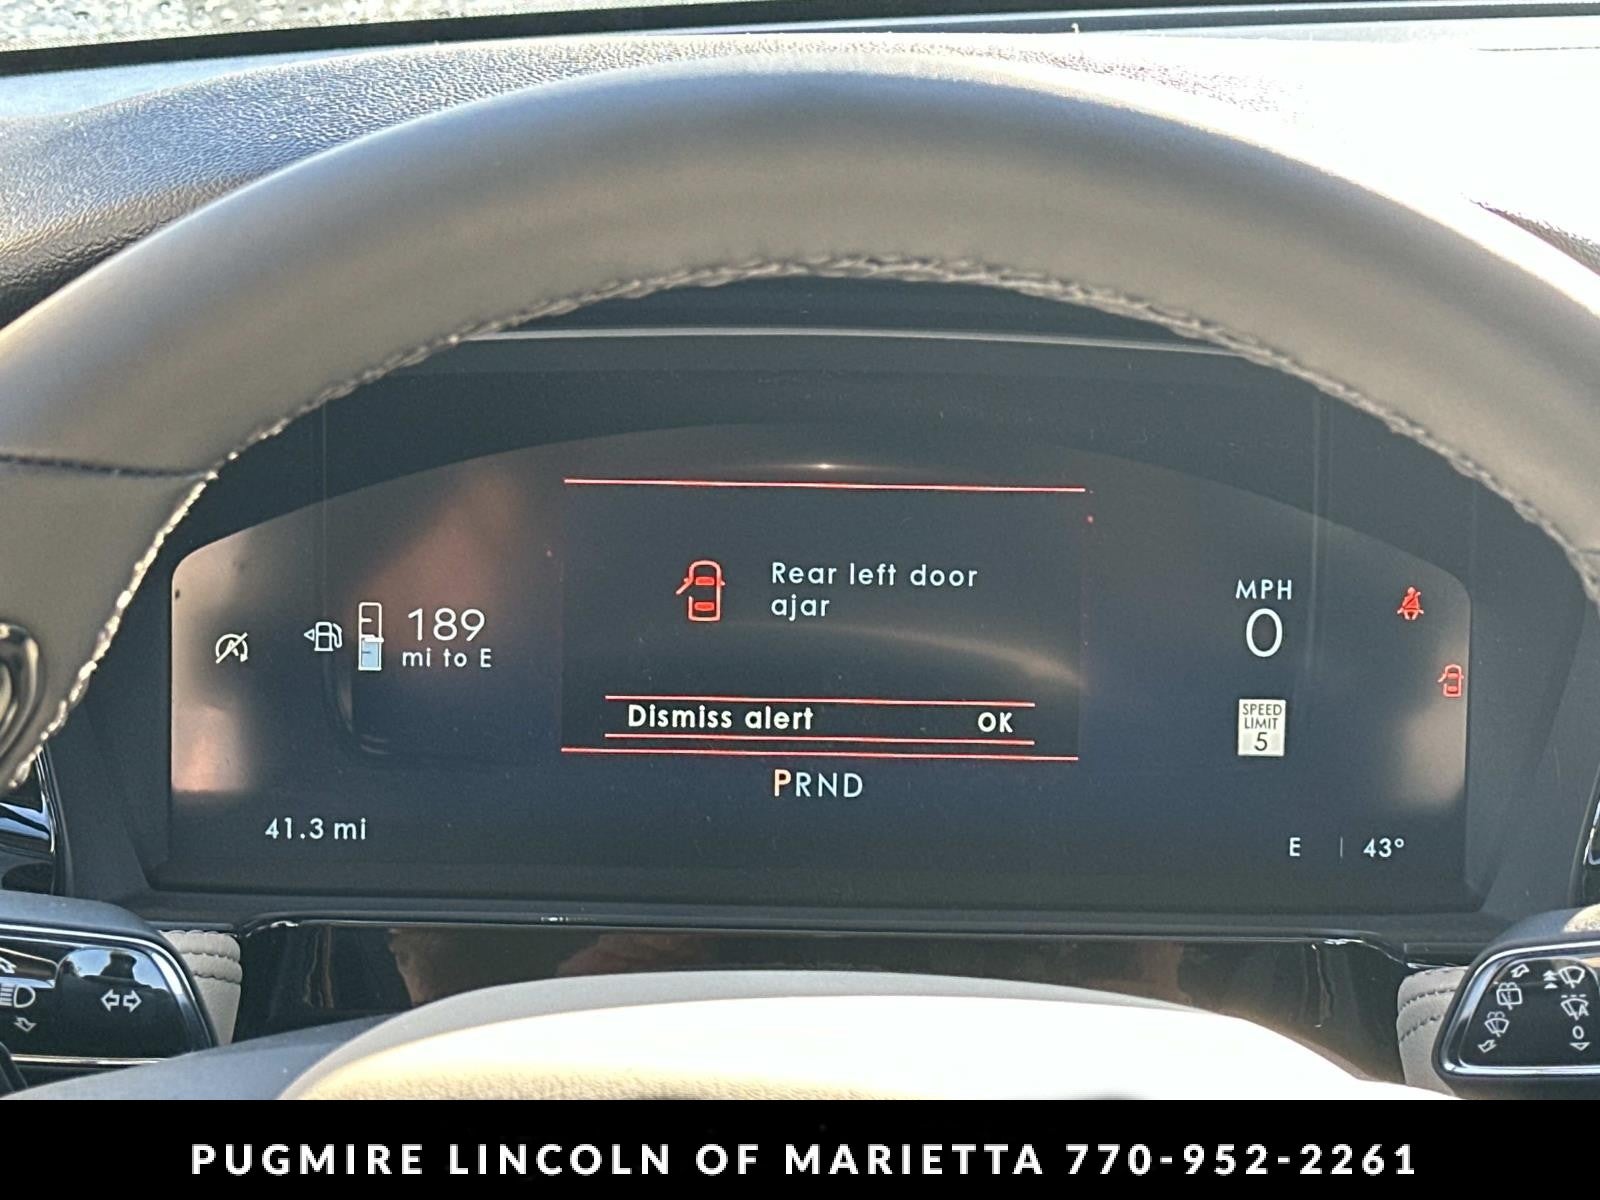 Rear left door
ajar
MPH
0
189
mi to E
SPEED
LIMIT
5
Dismiss alert OK
PRND
41.3 mi
E | 43°
PUGMIRE LINCOLN OF MARIETTA 770-952-2261